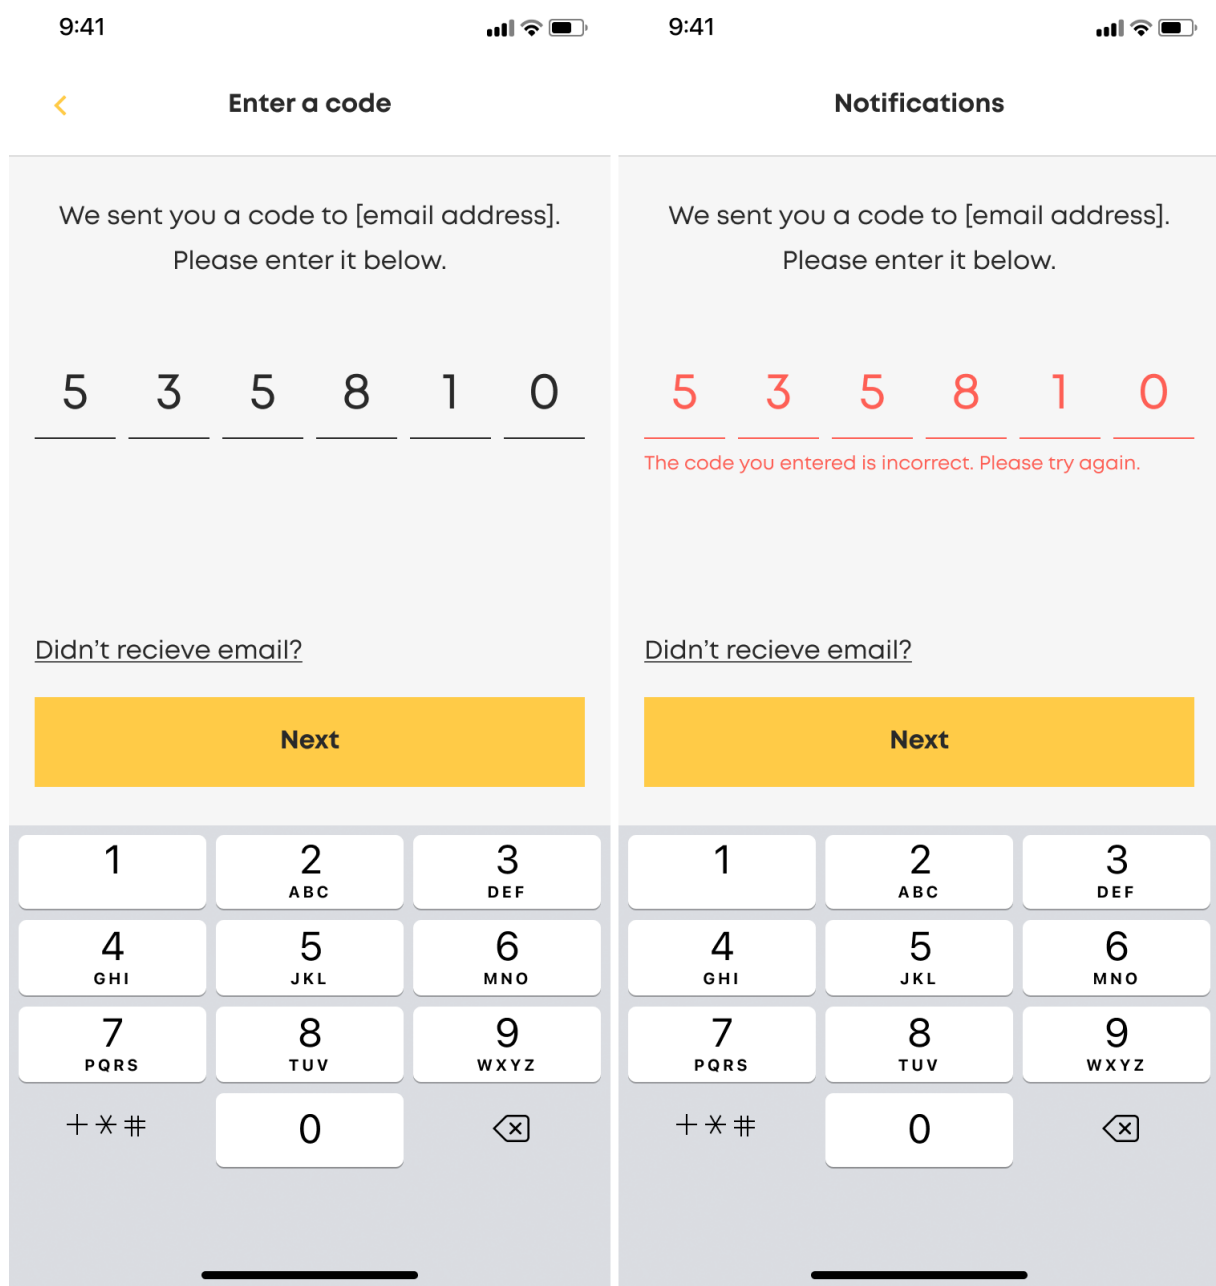 9:41
Enter a code
We sent you a code to [email address].
Please enter it below.
5 3 5 8 1 0
Didn't recieve email?
Next
1 2 3
ABC DEF
4 5 6
GHI JKL MNO
7 8 9
PQRS TUV WXYZ
+*# 0
9:41
Notifications
We sent you a code to [email address].
Please enter it below.
5 3 5 8 1 0
The code you entered is incorrect. Please try again.
Didn't recieve email?
Next
1 2 3
ABC DEF
4 5 6
GHI JKL MNO
7 8 9
PQRS TUV WXYZ
+*# 0